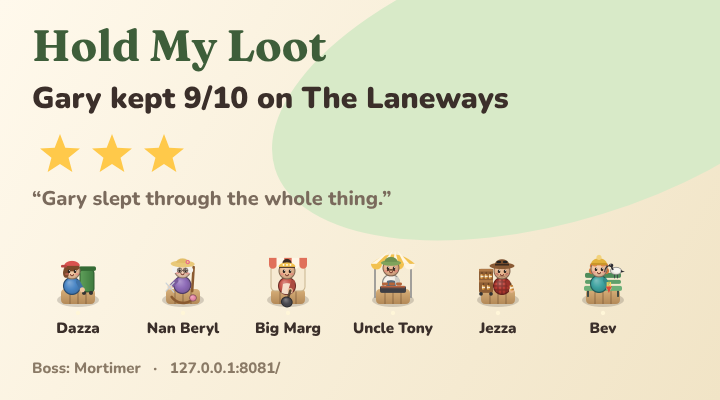 Hold My Loot
Gary kept 9/10 on The Laneways
“Gary slept through the whole thing.”
Dazza Nan Beryl Big Marg Uncle Tony Jezza Bev
Boss: Mortimer · 127.0.0.1:8081/